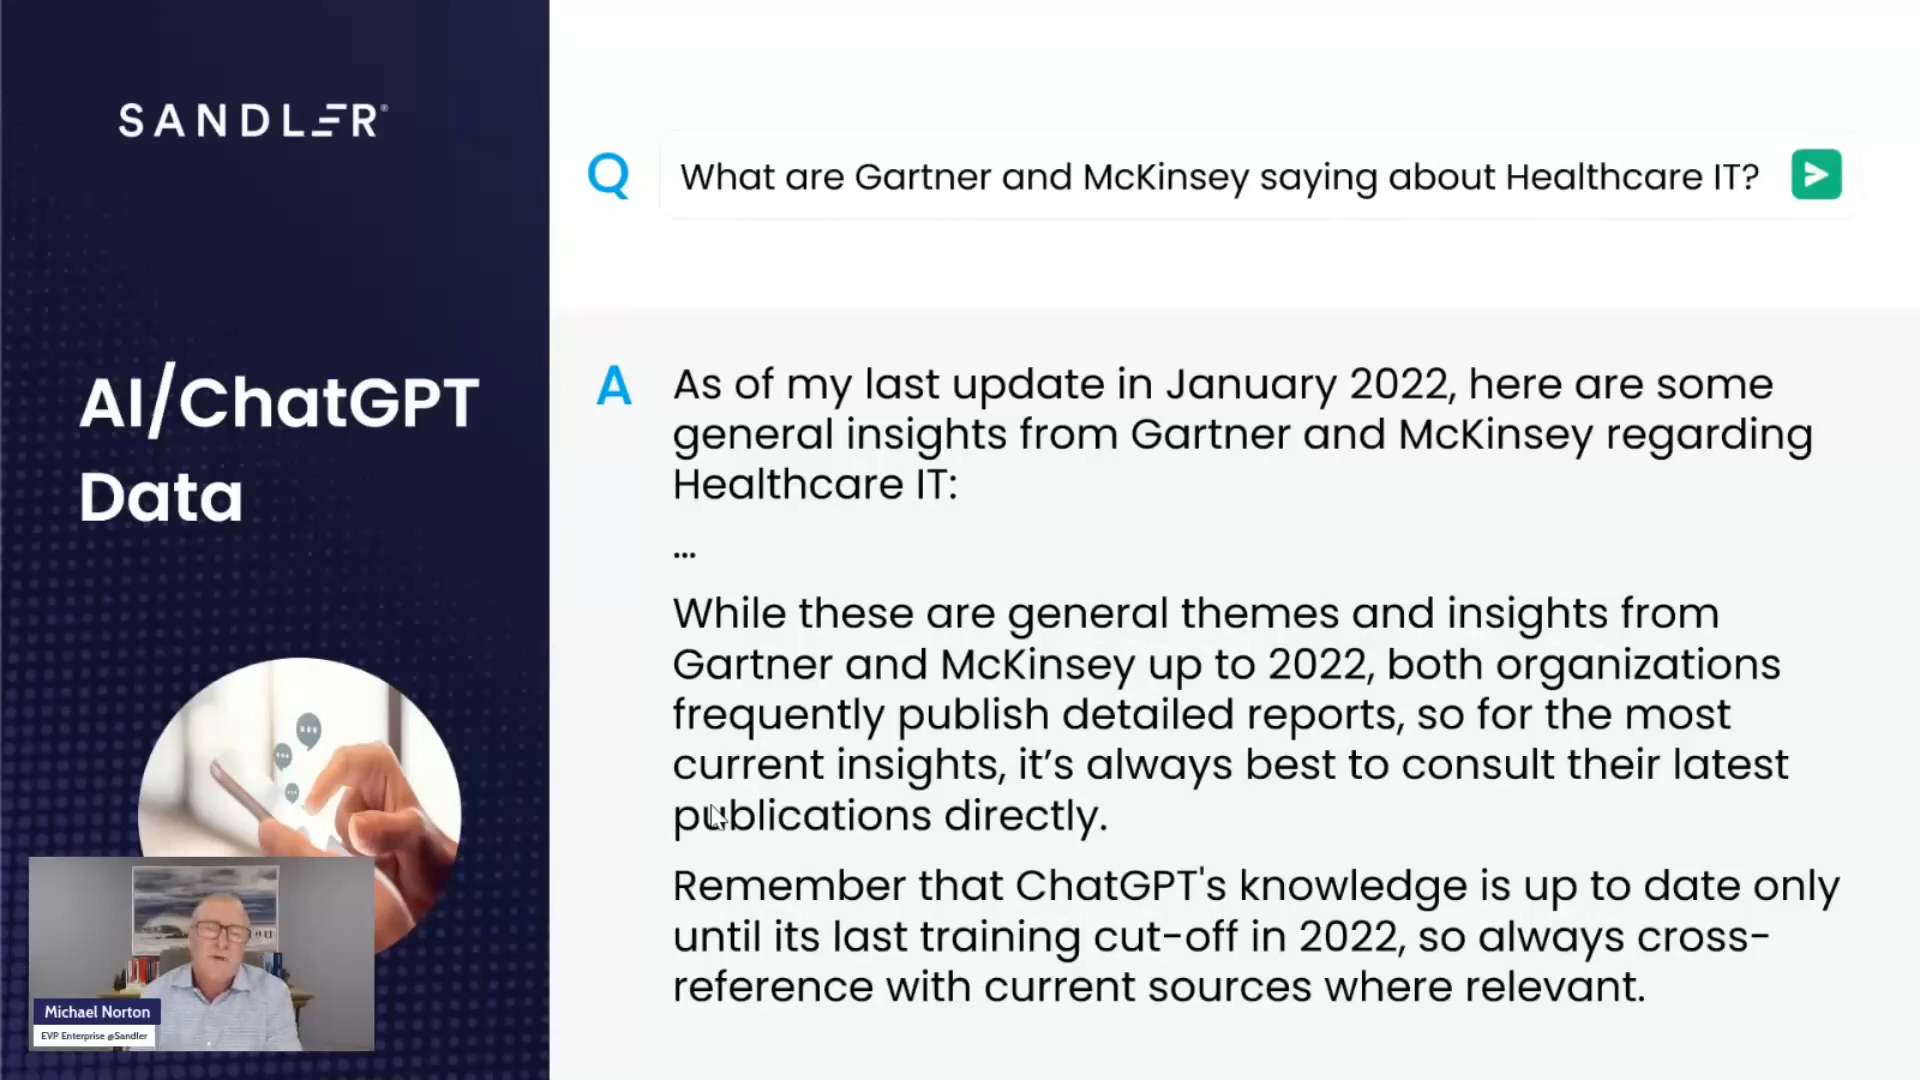 SANDLER®
AI/ChatGPT
Data
Michael Norton
EVP Enterprise @Sandler
Q
What are Gartner and McKinsey saying about Healthcare IT?
A
As of my last update in January 2022, here are some
general insights from Gartner and McKinsey regarding
Healthcare IT:
...
While these are general themes and insights from
Gartner and McKinsey up to 2022, both organizations
frequently publish detailed reports, so for the most
current insights, it’s always best to consult their latest
publications directly.
Remember that ChatGPT's knowledge is up to date only
until its last training cut-off in 2022, so always cross-
reference with current sources where relevant.